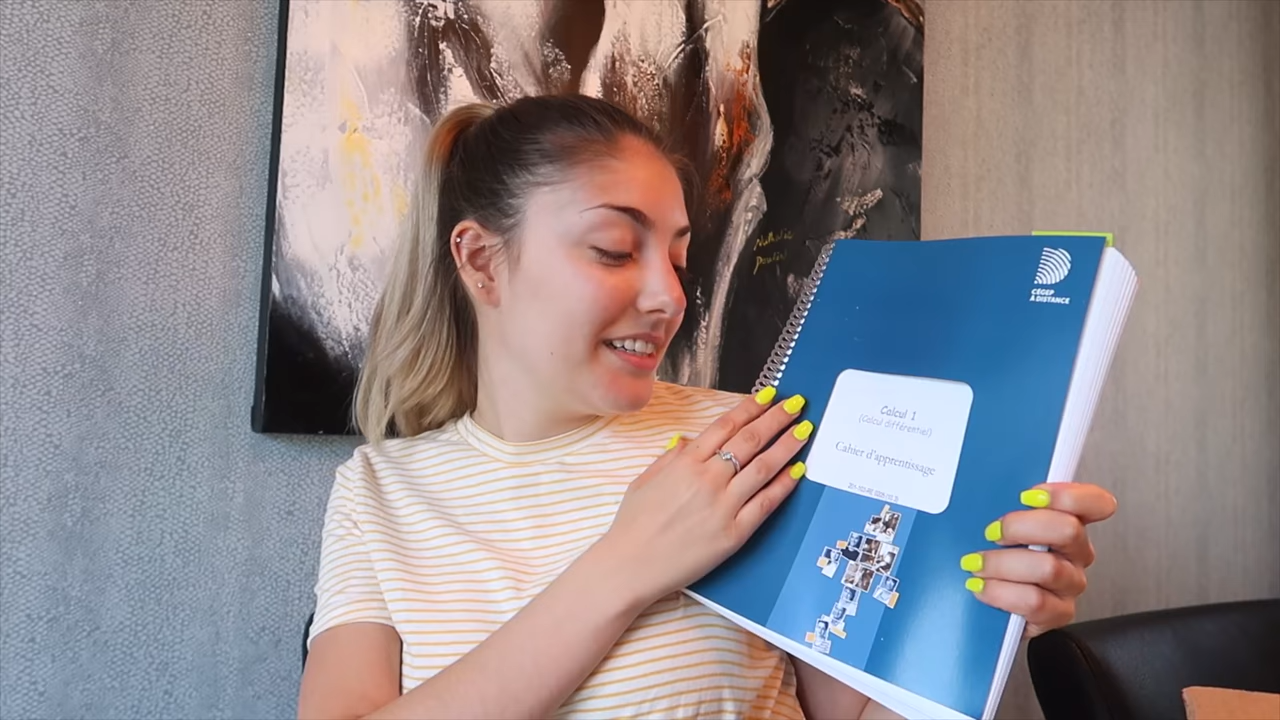 CÉGEP
À DISTANCE
Calcul 1
(Calcul différentiel)
Cahier d'apprentissage